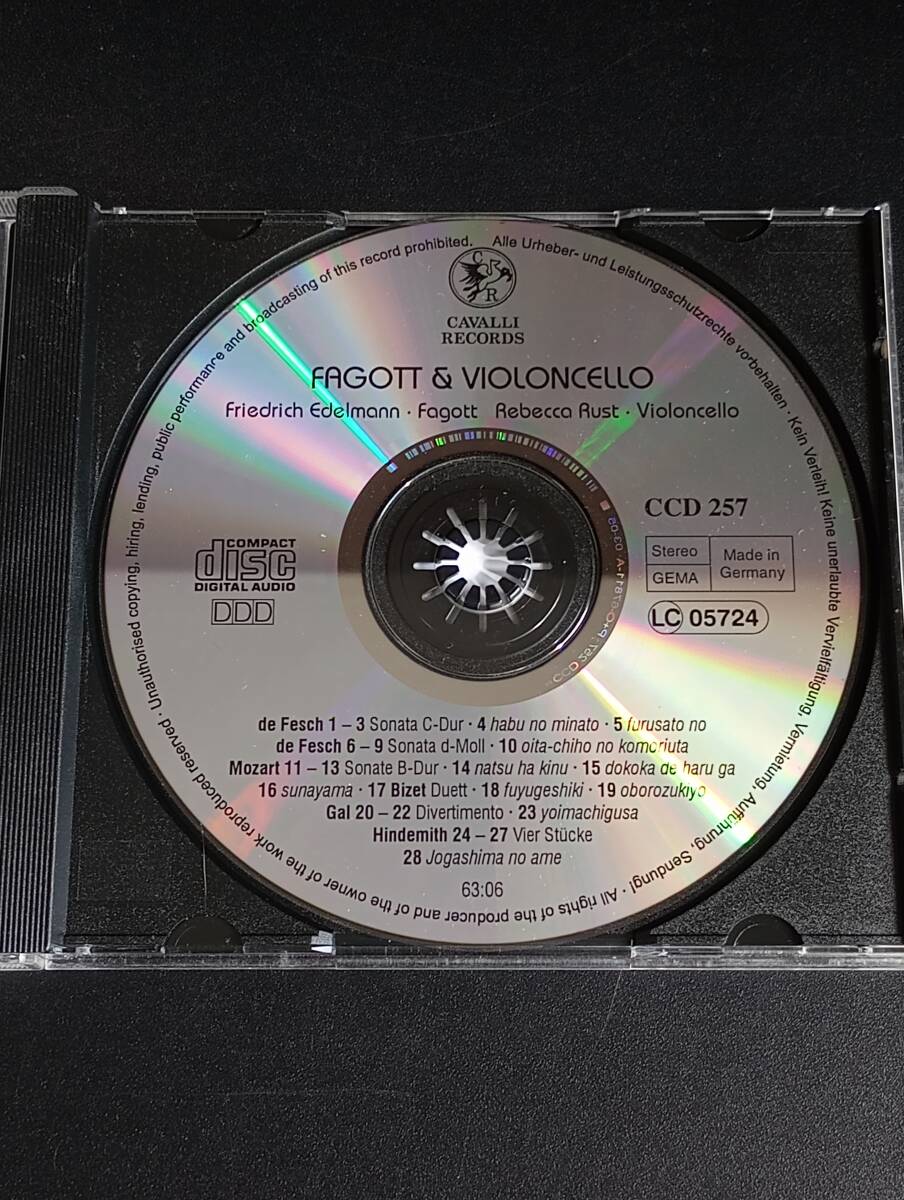 Unauthorised copying, hiring, lending, public performance and broadcasting of this record prohibited. Alle Urheber- und Leistungsschutzrechte vorbehalten · Kein Verleih! Keine unerlaubte Vervielfältigung, Vermietung, Aufführung, Sendung! · All rights of the producer and of the owner of the work reproduced reserved ·
C
R
CAVALLI
RECORDS
FAGOTT & VIOLONCELLO
Friedrich Edelmann · Fagott Rebecca Rust · Violoncello
CCD 257
COMPACT
disc
DIGITAL AUDIO
DDD
Stereo
GEMA
Made in
Germany
LC 05724
CCD 257
de Fesch 1 – 3 Sonata C-Dur · 4 habu no minato · 5 furusato no
de Fesch 6 – 9 Sonata d-Moll · 10 oita-chiho no komoriuta
Mozart 11 – 13 Sonate B-Dur · 14 natsu ha kinu · 15 dokoka de haru ga
16 sunayama · 17 Bizet Duett · 18 fuyugeshiki · 19 oborozukiyo
Gal 20 – 22 Divertimento · 23 yoimachigusa
Hindemith 24 – 27 Vier Stücke
28 Jogashima no ame
63:06